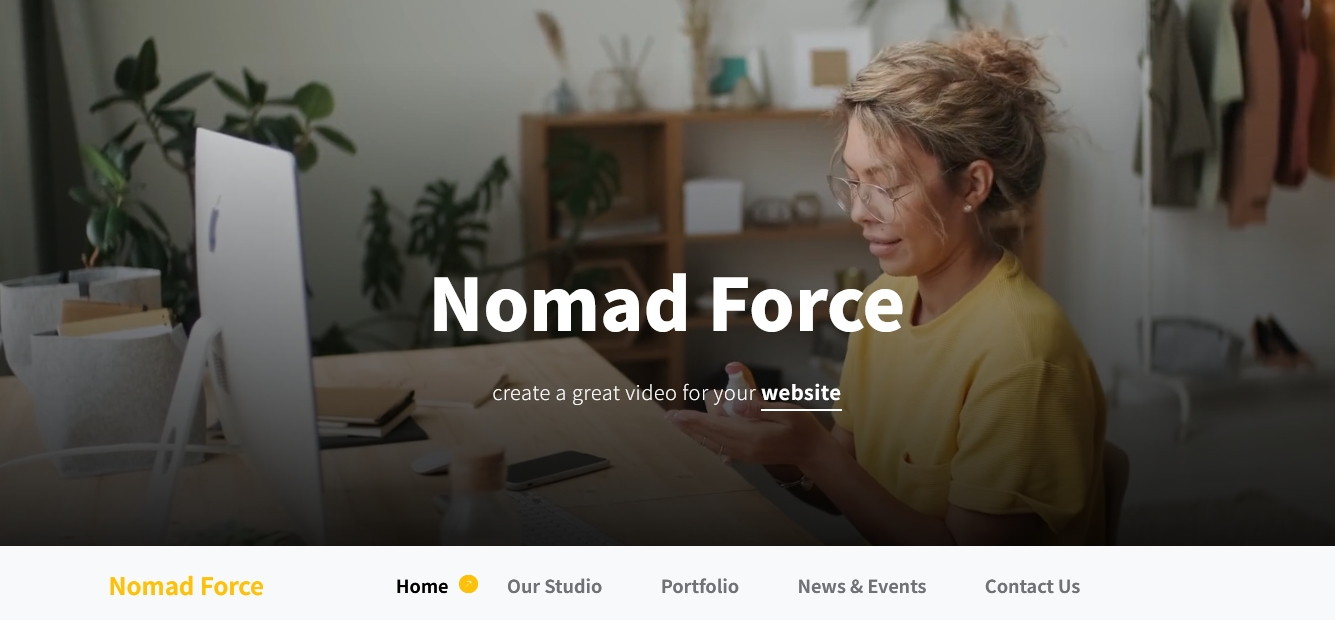 Nomad Force
create a great video for your website
Nomad Force
Home
Our Studio
Portfolio
News & Events
Contact Us